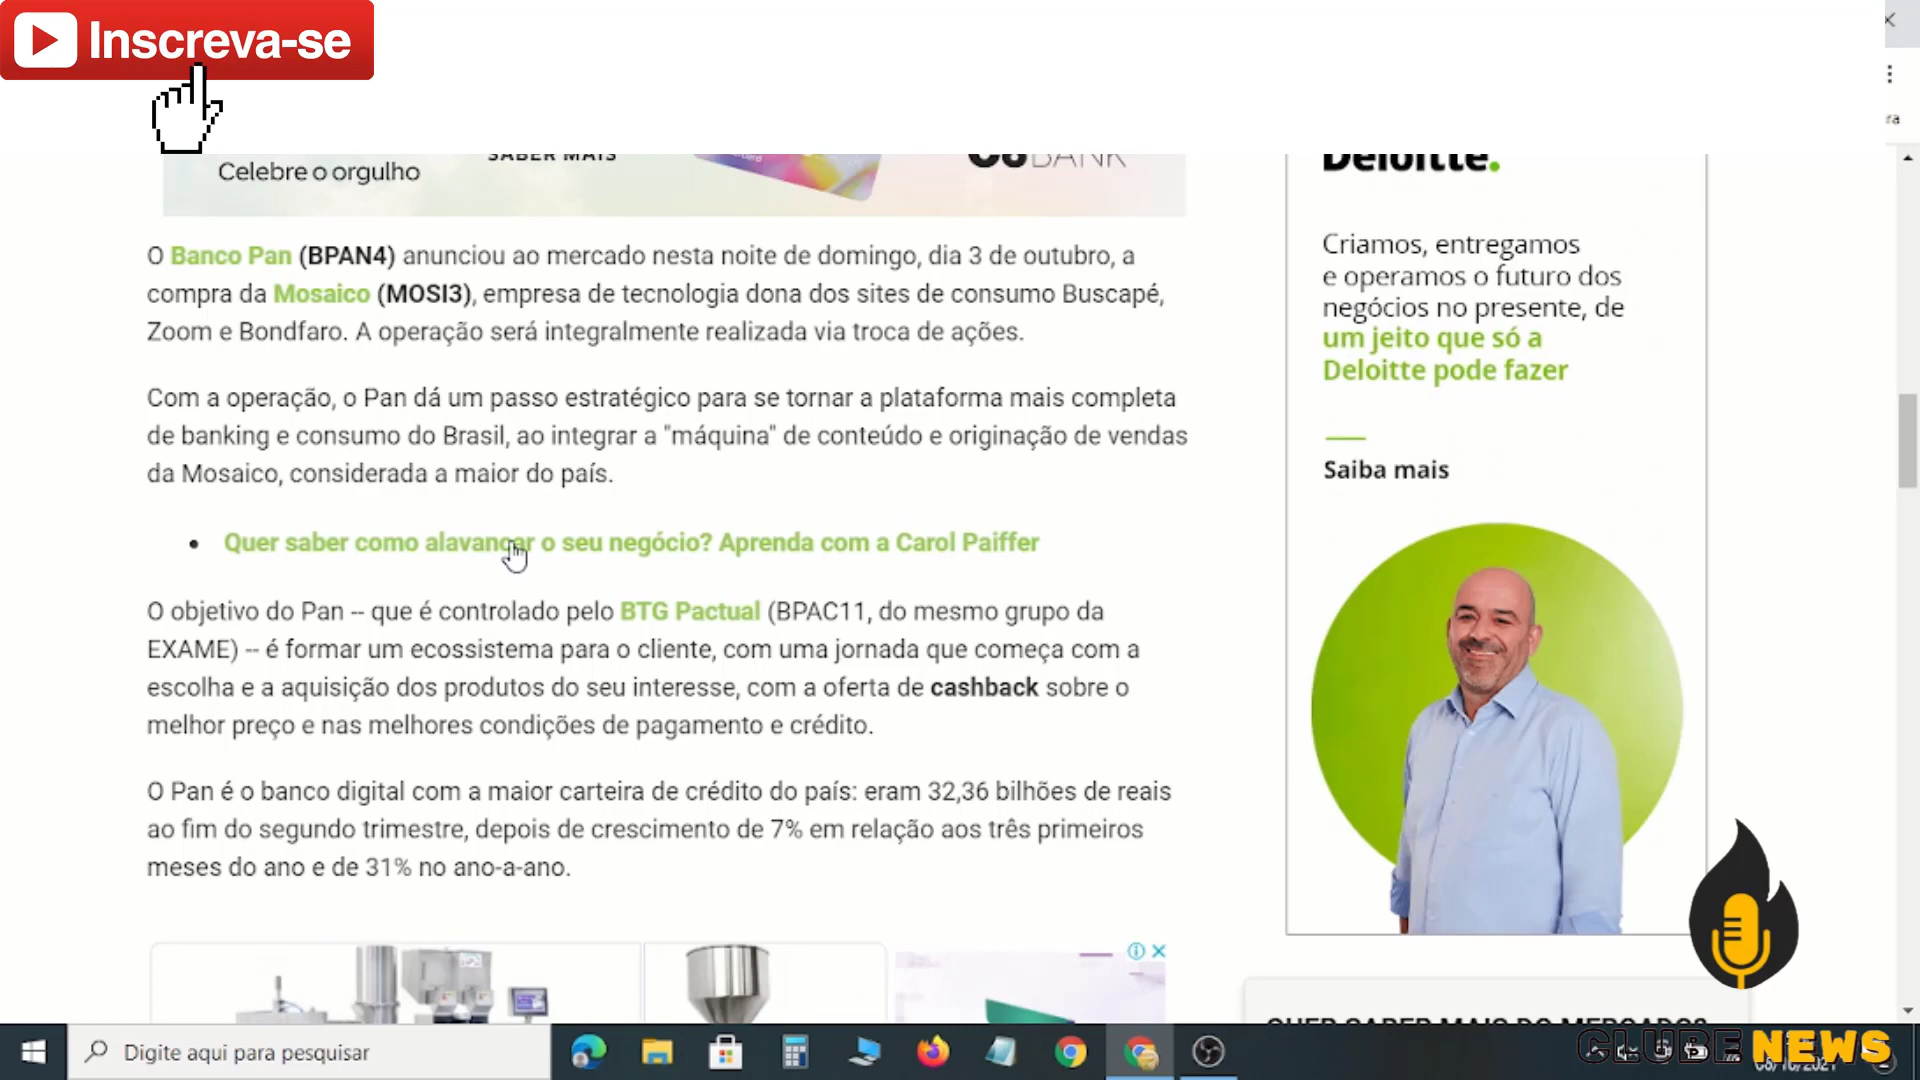 Inscreva-se
Celebre o orgulho
SABER MAIS
BANK
Deloitte.
O Banco Pan (BPAN4) anunciou ao mercado nesta noite de domingo, dia 3 de outubro, a
compra da Mosaico (MOSI3), empresa de tecnologia dona dos sites de consumo Buscapé,
Zoom e Bondfaro. A operação será integralmente realizada via troca de ações.
Com a operação, o Pan dá um passo estratégico para se tornar a plataforma mais completa
de banking e consumo do Brasil, ao integrar a "máquina" de conteúdo e originação de vendas
da Mosaico, considerada a maior do país.
• Quer saber como alavancar o seu negócio? Aprenda com a Carol Paiffer
O objetivo do Pan -- que é controlado pelo BTG Pactual (BPAC11, do mesmo grupo da
EXAME) -- é formar um ecossistema para o cliente, com uma jornada que começa com a
escolha e a aquisição dos produtos do seu interesse, com a oferta de cashback sobre o
melhor preço e nas melhores condições de pagamento e crédito.
O Pan é o banco digital com a maior carteira de crédito do país: eram 32,36 bilhões de reais
ao fim do segundo trimestre, depois de crescimento de 7% em relação aos três primeiros
meses do ano e de 31% no ano-a-ano.
Criamos, entregamos
e operamos o futuro dos
negócios no presente, de
um jeito que só a
Deloitte pode fazer
Saiba mais
QUER SABER MAIS DO MERCADO?
Digite aqui para pesquisar
CLUBE NEWS